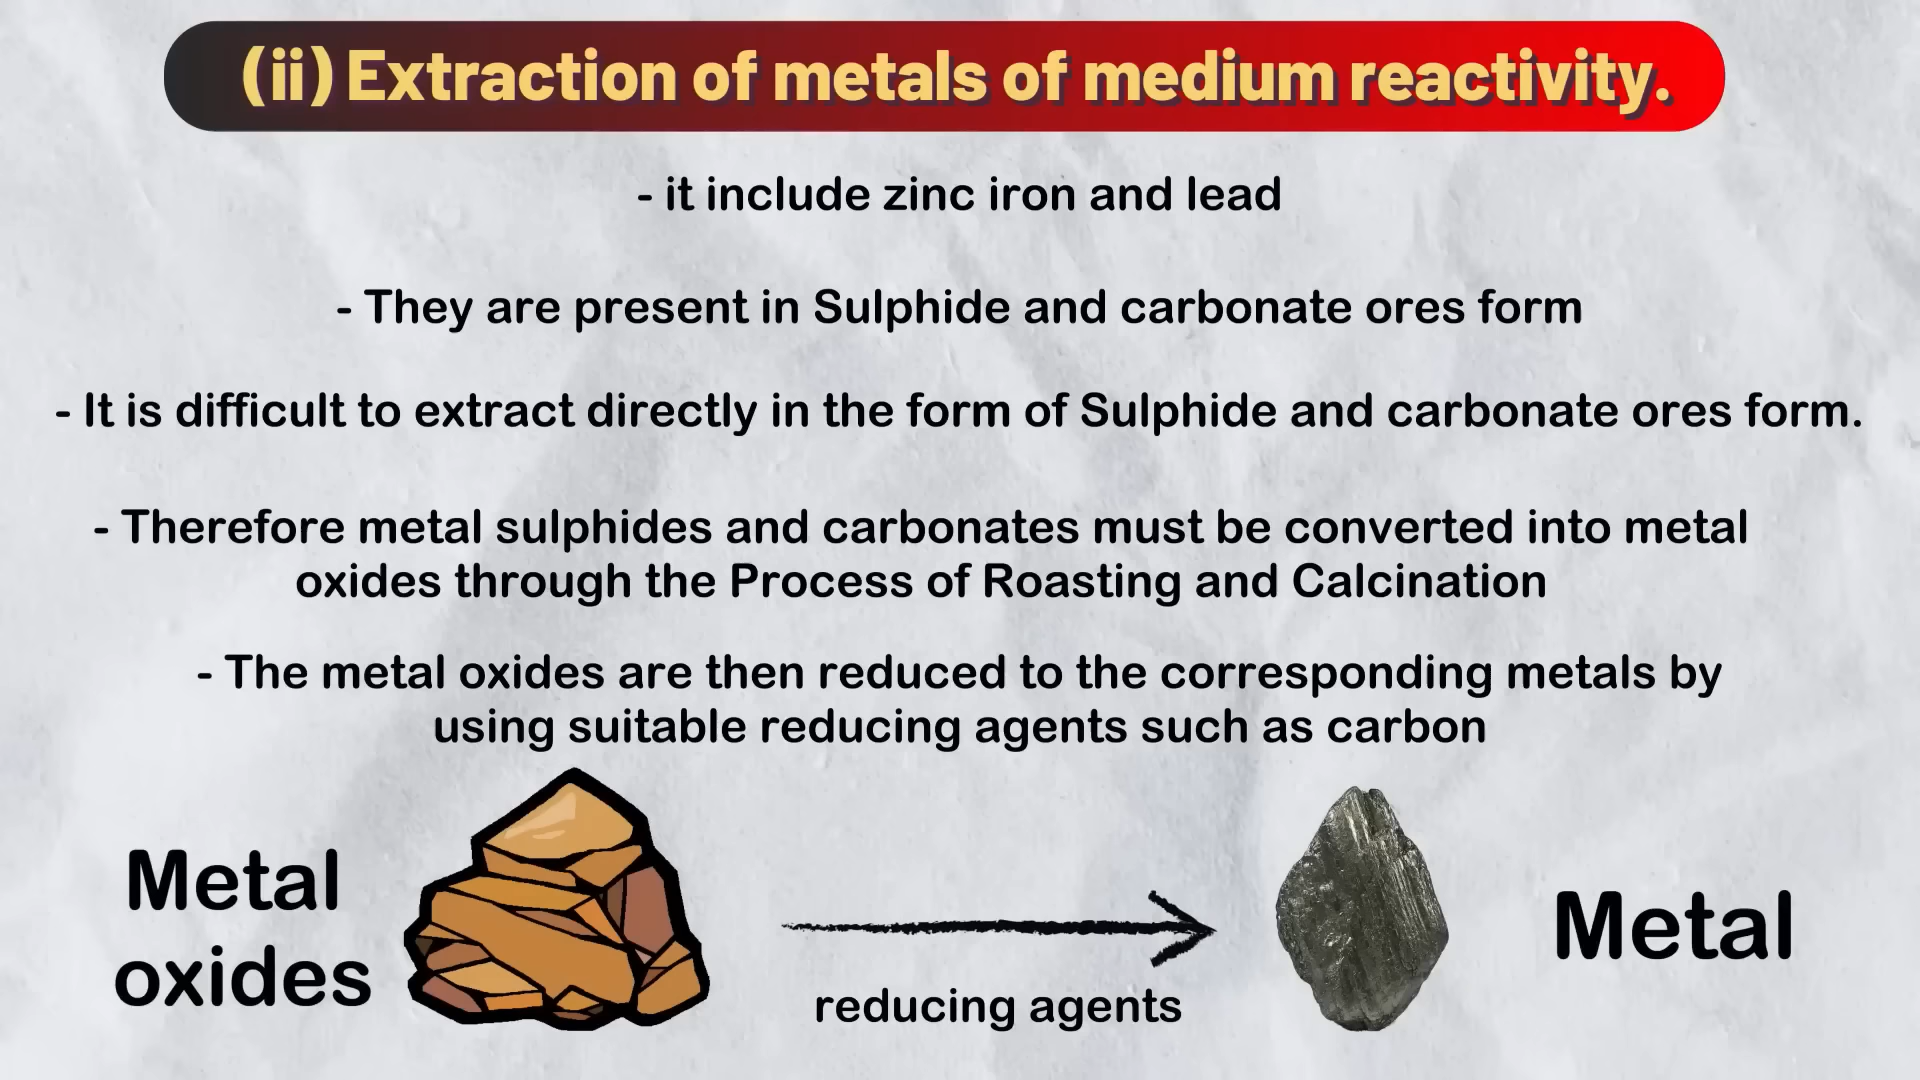 (ii) Extraction of metals of medium reactivity.
- it include zinc iron and lead
- They are present in Sulphide and carbonate ores form
- It is difficult to extract directly in the form of Sulphide and carbonate ores form.
- Therefore metal sulphides and carbonates must be converted into metal
oxides through the Process of Roasting and Calcination
- The metal oxides are then reduced to the corresponding metals by
using suitable reducing agents such as carbon
Metal
oxides
reducing agents
Metal